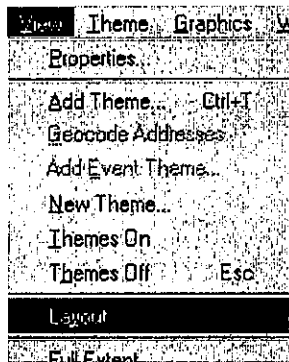 View Theme Graphics W
Properties...
Add Theme... Ctrl+T
Geocode Addresses...
Add Event Theme...
New Theme...
Themes On
Themes Off Esc
Layout
Full Extent